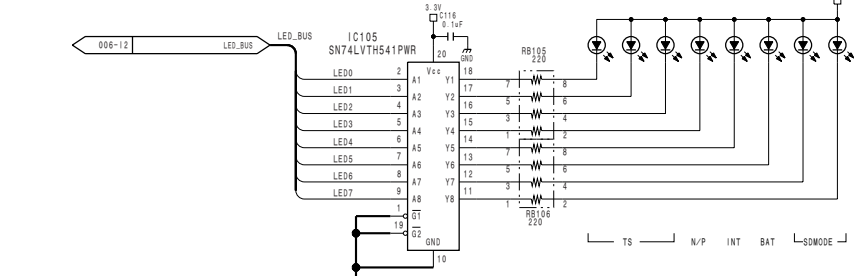 3.3V
C116
0.1uF
GND
006-I2
LED_BUS
LED_BUS
IC105
SN74LVTH541PWR
20
Vcc
RB105
220
LED0 2 A1 Y1 18 7 8
LED1 3 A2 Y2 17 5 6
LED2 4 A3 Y3 16 3 4
LED3 5 A4 Y4 15 1 2
LED4 6 A5 Y5 14 7 8
LED5 7 A6 Y6 13 5 6
LED6 8 A7 Y7 12 3 4
LED7 9 A8 Y8 11 1 2
1 G1
19 G2
GND
10
RB106
220
TS N/P INT BAT SDMODE